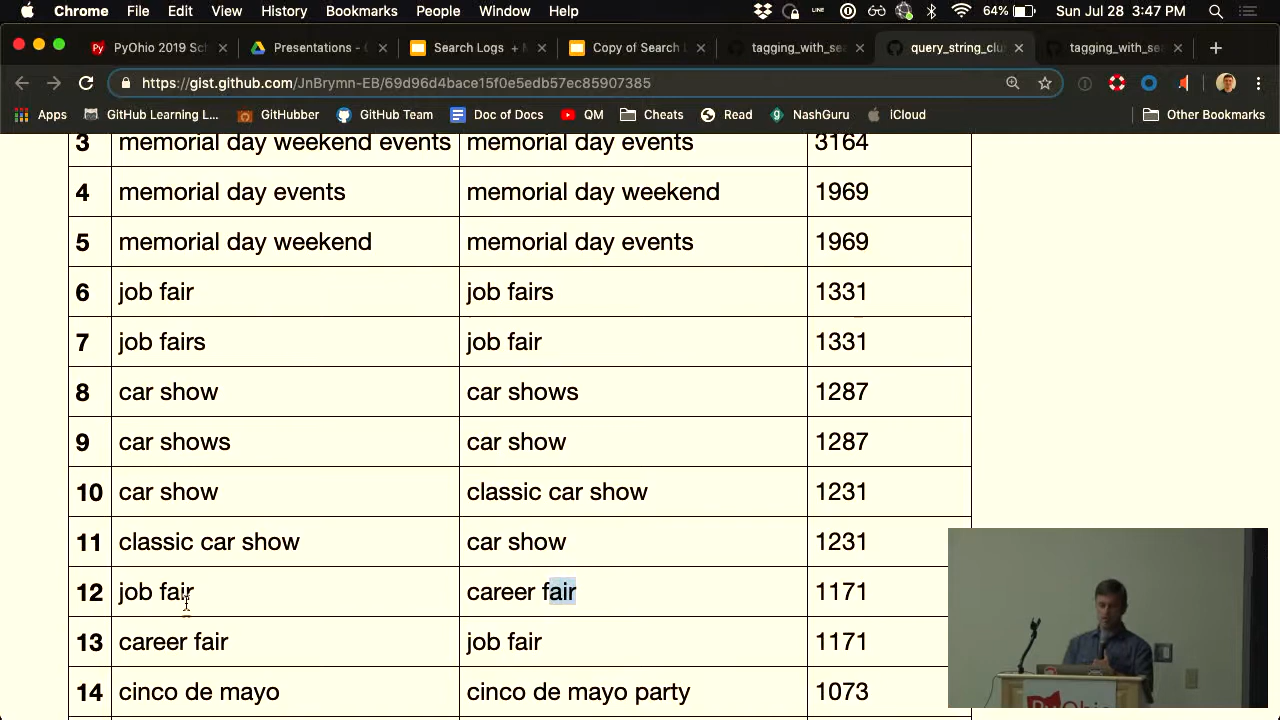 Chrome File Edit View History Bookmarks People Window Help LINE 64% Sun Jul 28 3:47 PM
PyOhio 2019 Sch Presentations - G Search Logs + M Copy of Search L tagging_with_se query_string_clu tagging_with_se
https://gist.github.com/JnBrymn-EB/69d96d4bace15f0e5edb57ec85907385
Apps GitHub Learning L... GitHubber GitHub Team Doc of Docs QM Cheats Read NashGuru iCloud Other Bookmarks
3 memorial day weekend events memorial day events 3164
4 memorial day events memorial day weekend 1969
5 memorial day weekend memorial day events 1969
6 job fair job fairs 1331
7 job fairs job fair 1331
8 car show car shows 1287
9 car shows car show 1287
10 car show classic car show 1231
11 classic car show car show 1231
12 job fair career fair 1171
13 career fair job fair 1171
14 cinco de mayo cinco de mayo party 1073
PyOhio